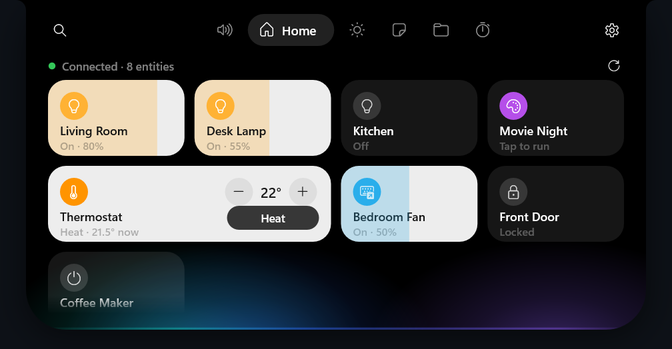 Home
Connected · 8 entities
Living Room
On · 80%
Desk Lamp
On · 55%
Kitchen
Off
Movie Night
Tap to run
Thermostat
Heat · 21.5° now
22°
Heat
Bedroom Fan
On · 50%
Front Door
Locked
Coffee Maker